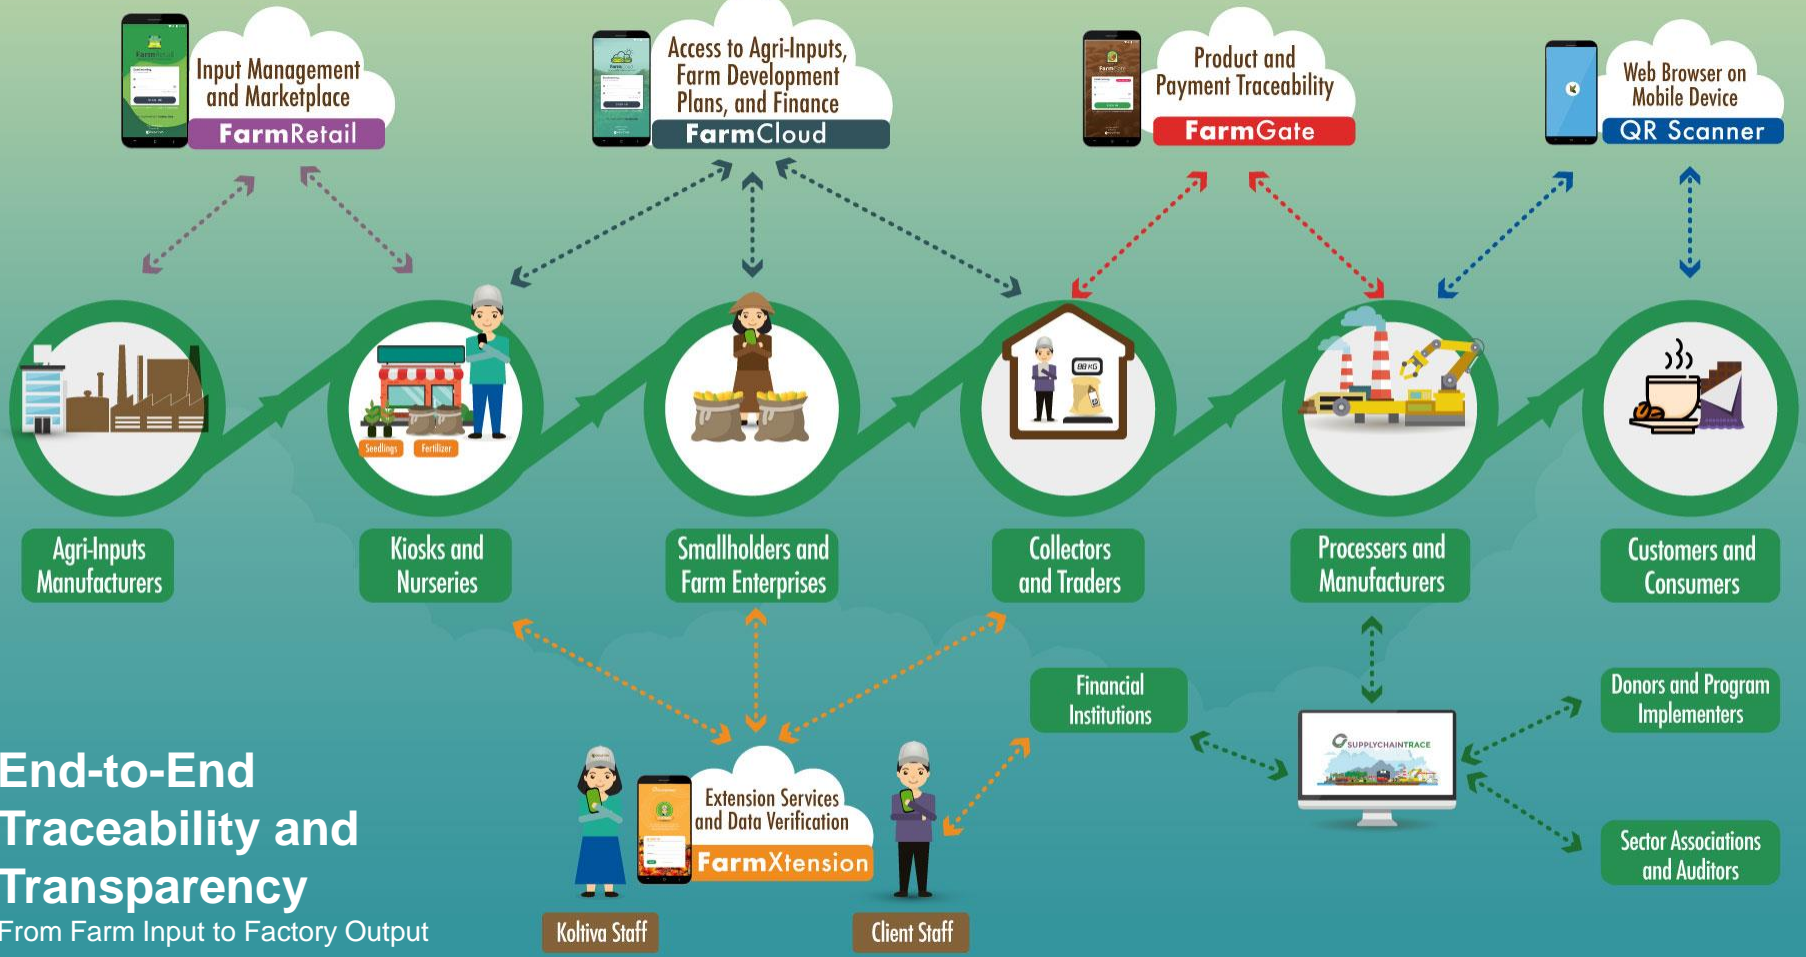 Input Management
and Marketplace
FarmRetail
Access to Agri-Inputs,
Farm Development
Plans, and Finance
FarmCloud
Product and
Payment Traceability
FarmGate
Web Browser on
Mobile Device
QR Scanner
Seedlings
Fertilizer
88 KG
Agri-Inputs
Manufacturers
Kiosks and
Nurseries
Smallholders and
Farm Enterprises
Collectors
and Traders
Processers and
Manufacturers
Customers and
Consumers
Financial
Institutions
SUPPLYCHAINTRACE
Donors and Program
Implementers
Sector Associations
and Auditors
Extension Services
and Data Verification
FarmXtension
Koltiva Staff
Client Staff
End-to-End
Traceability and
Transparency
From Farm Input to Factory Output